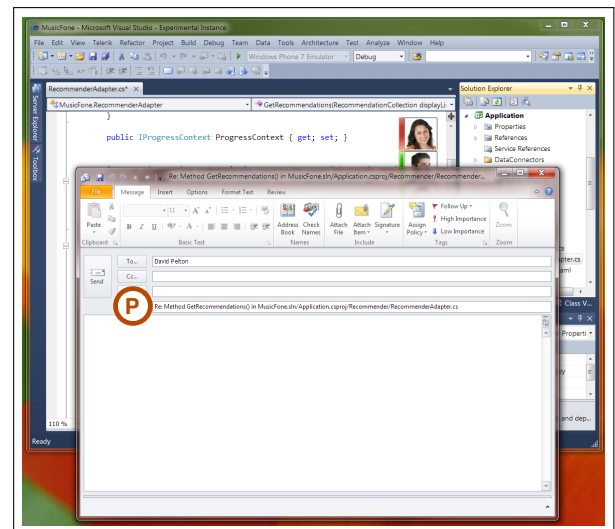 MusicFone - Microsoft Visual Studio - Experimental Instance
File Edit View Telerik Refactor Project Build Debug Team Data Tools Architecture Test Analyze Window Help
Windows Phone 7 Emulator Debug
RecommenderAdapter.cs* Solution Explorer
MusicFone.RecommenderAdapter GetRecommendations(RecommendationCollection displayLi
Server Explorer
Toolbox
}
public IProgressContext ProgressContext { get; set; }
Application
Properties
References
Service References
DataConnectors
Re: Method GetRecommendations() in MusicFone.sln/Application.csproj/Recommender/Recommender...
File Message Insert Options Format Text Review
Paste
11
B I U A
Address Book
Check Names
Attach File
Attach Item
Signature
Assign Policy
Follow Up
High Importance
Low Importance
Zoom
Clipboard Basic Text Names Include Tags Zoom
Send
To... David Pelton
Cc...
P
Re: Method GetRecommendations() in MusicFone.sln/Application.csproj/Recommender/RecommenderAdapter.cs
cs
pter.cs
aml
Class V...
Properti
py
and dep...
110 %
Ready